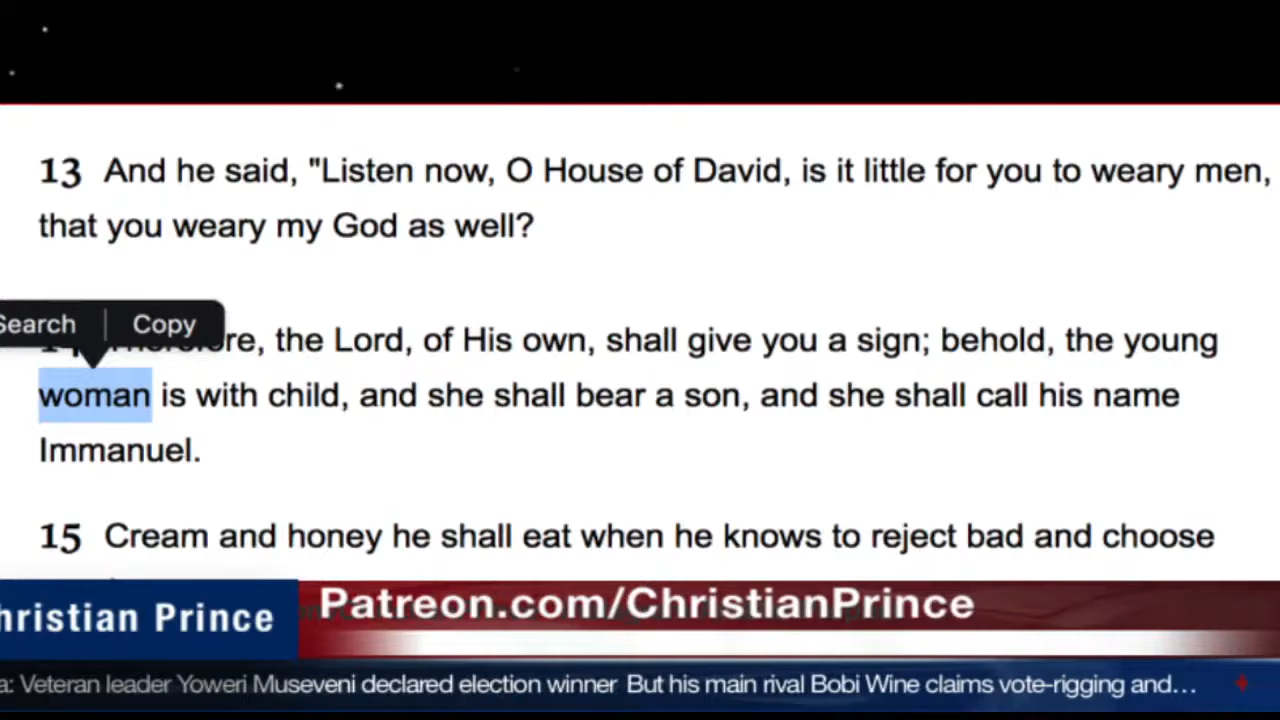 13 And he said, "Listen now, O House of David, is it little for you to weary men,
that you weary my God as well?
Search Copy
the Lord, of His own, shall give you a sign; behold, the young
woman is with child, and she shall bear a son, and she shall call his name
Immanuel.
15 Cream and honey he shall eat when he knows to reject bad and choose
hristian Prince
Patreon.com/ChristianPrince
a: Veteran leader Yoweri Museveni declared election winner But his main rival Bobi Wine claims vote-rigging and...